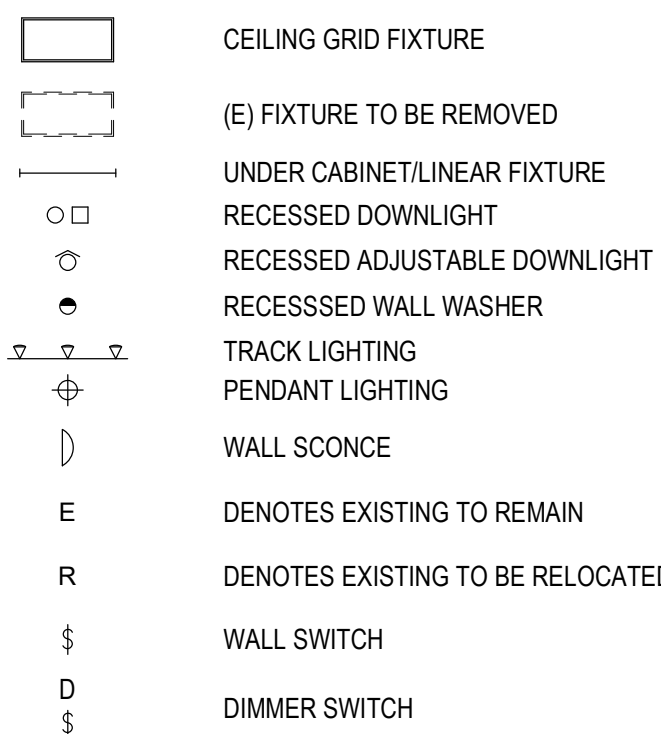 CEILING GRID FIXTURE
(E) FIXTURE TO BE REMOVED
UNDER CABINET/LINEAR FIXTURE
RECESSED DOWNLIGHT
RECESSED ADJUSTABLE DOWNLIGHT
RECESSSED WALL WASHER
TRACK LIGHTING
PENDANT LIGHTING
WALL SCONCE
E DENOTES EXISTING TO REMAIN
R DENOTES EXISTING TO BE RELOCATED
$ WALL SWITCH
D
$ DIMMER SWITCH